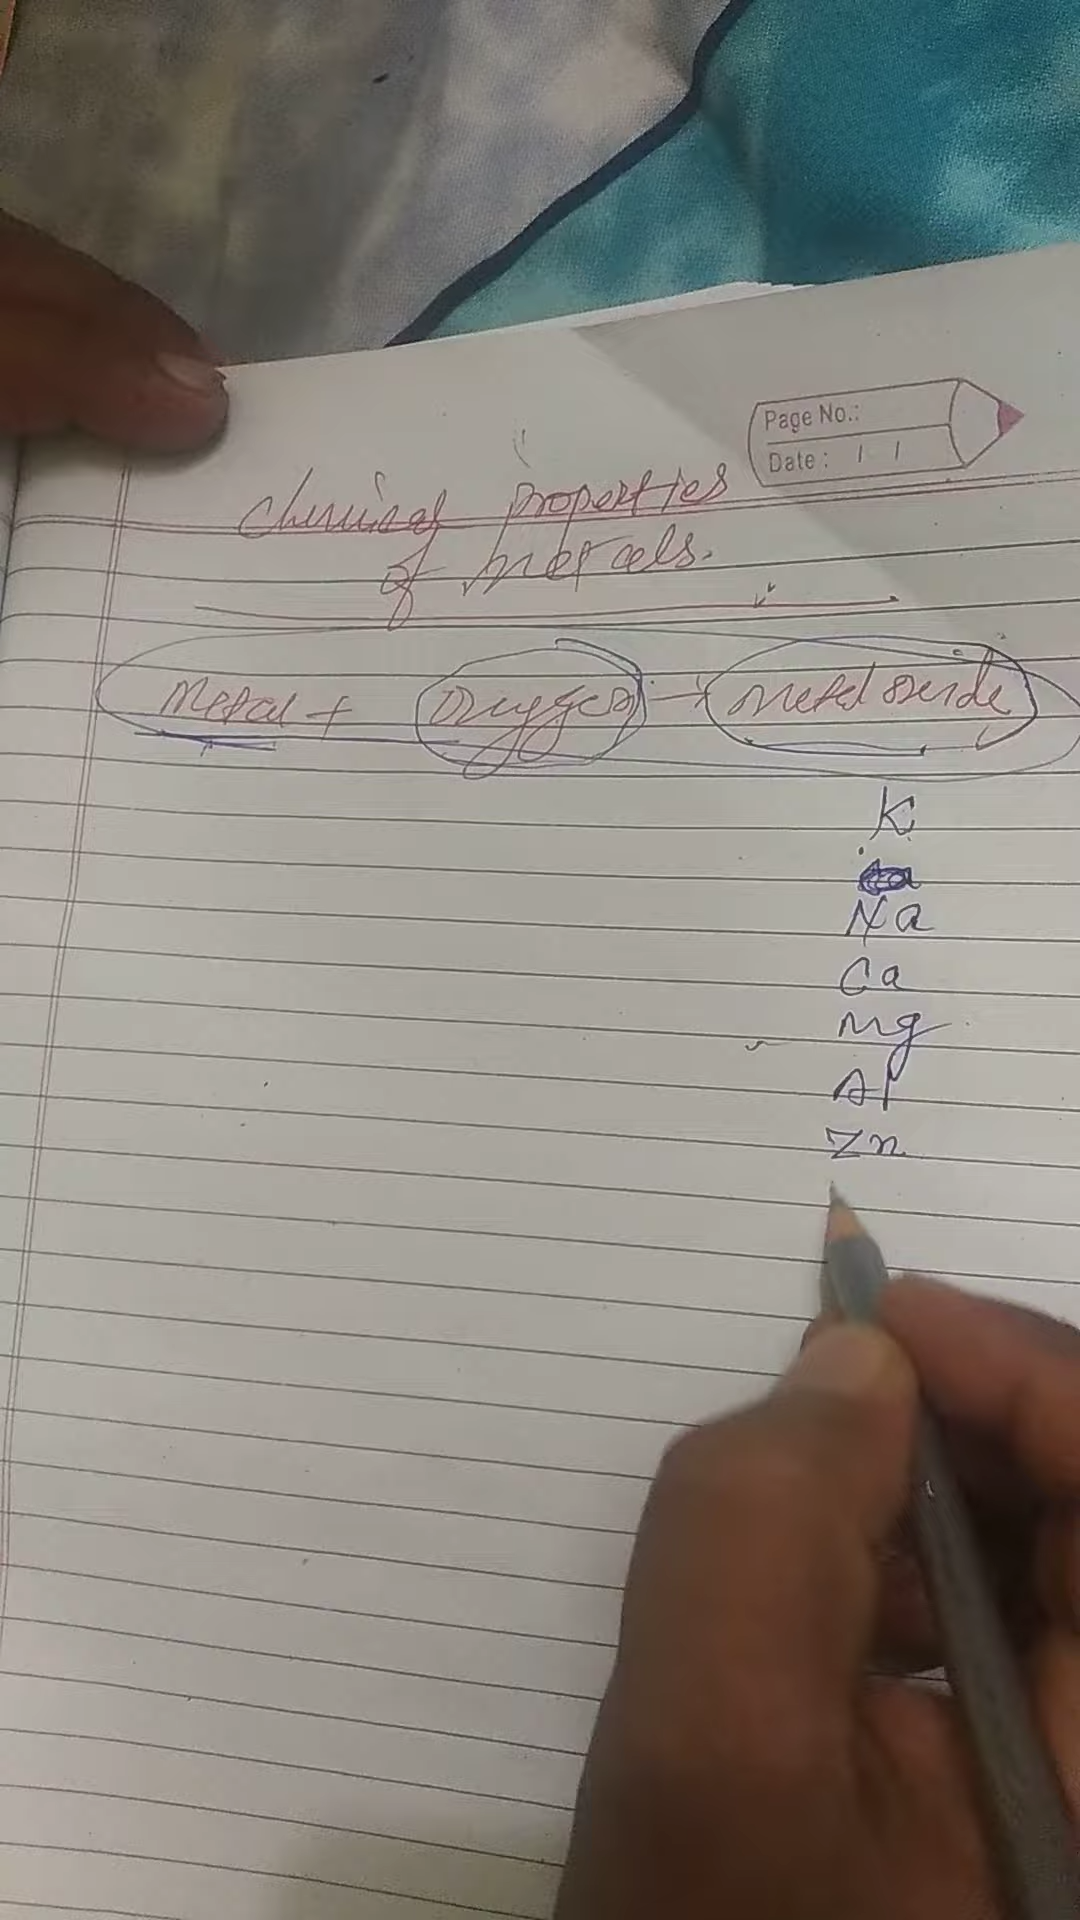 Page No.:
Date :
Chemical properties
of metals.
Metal + Oxygen → Metal oxide
K
Na
Ca
Mg
Al
Zn